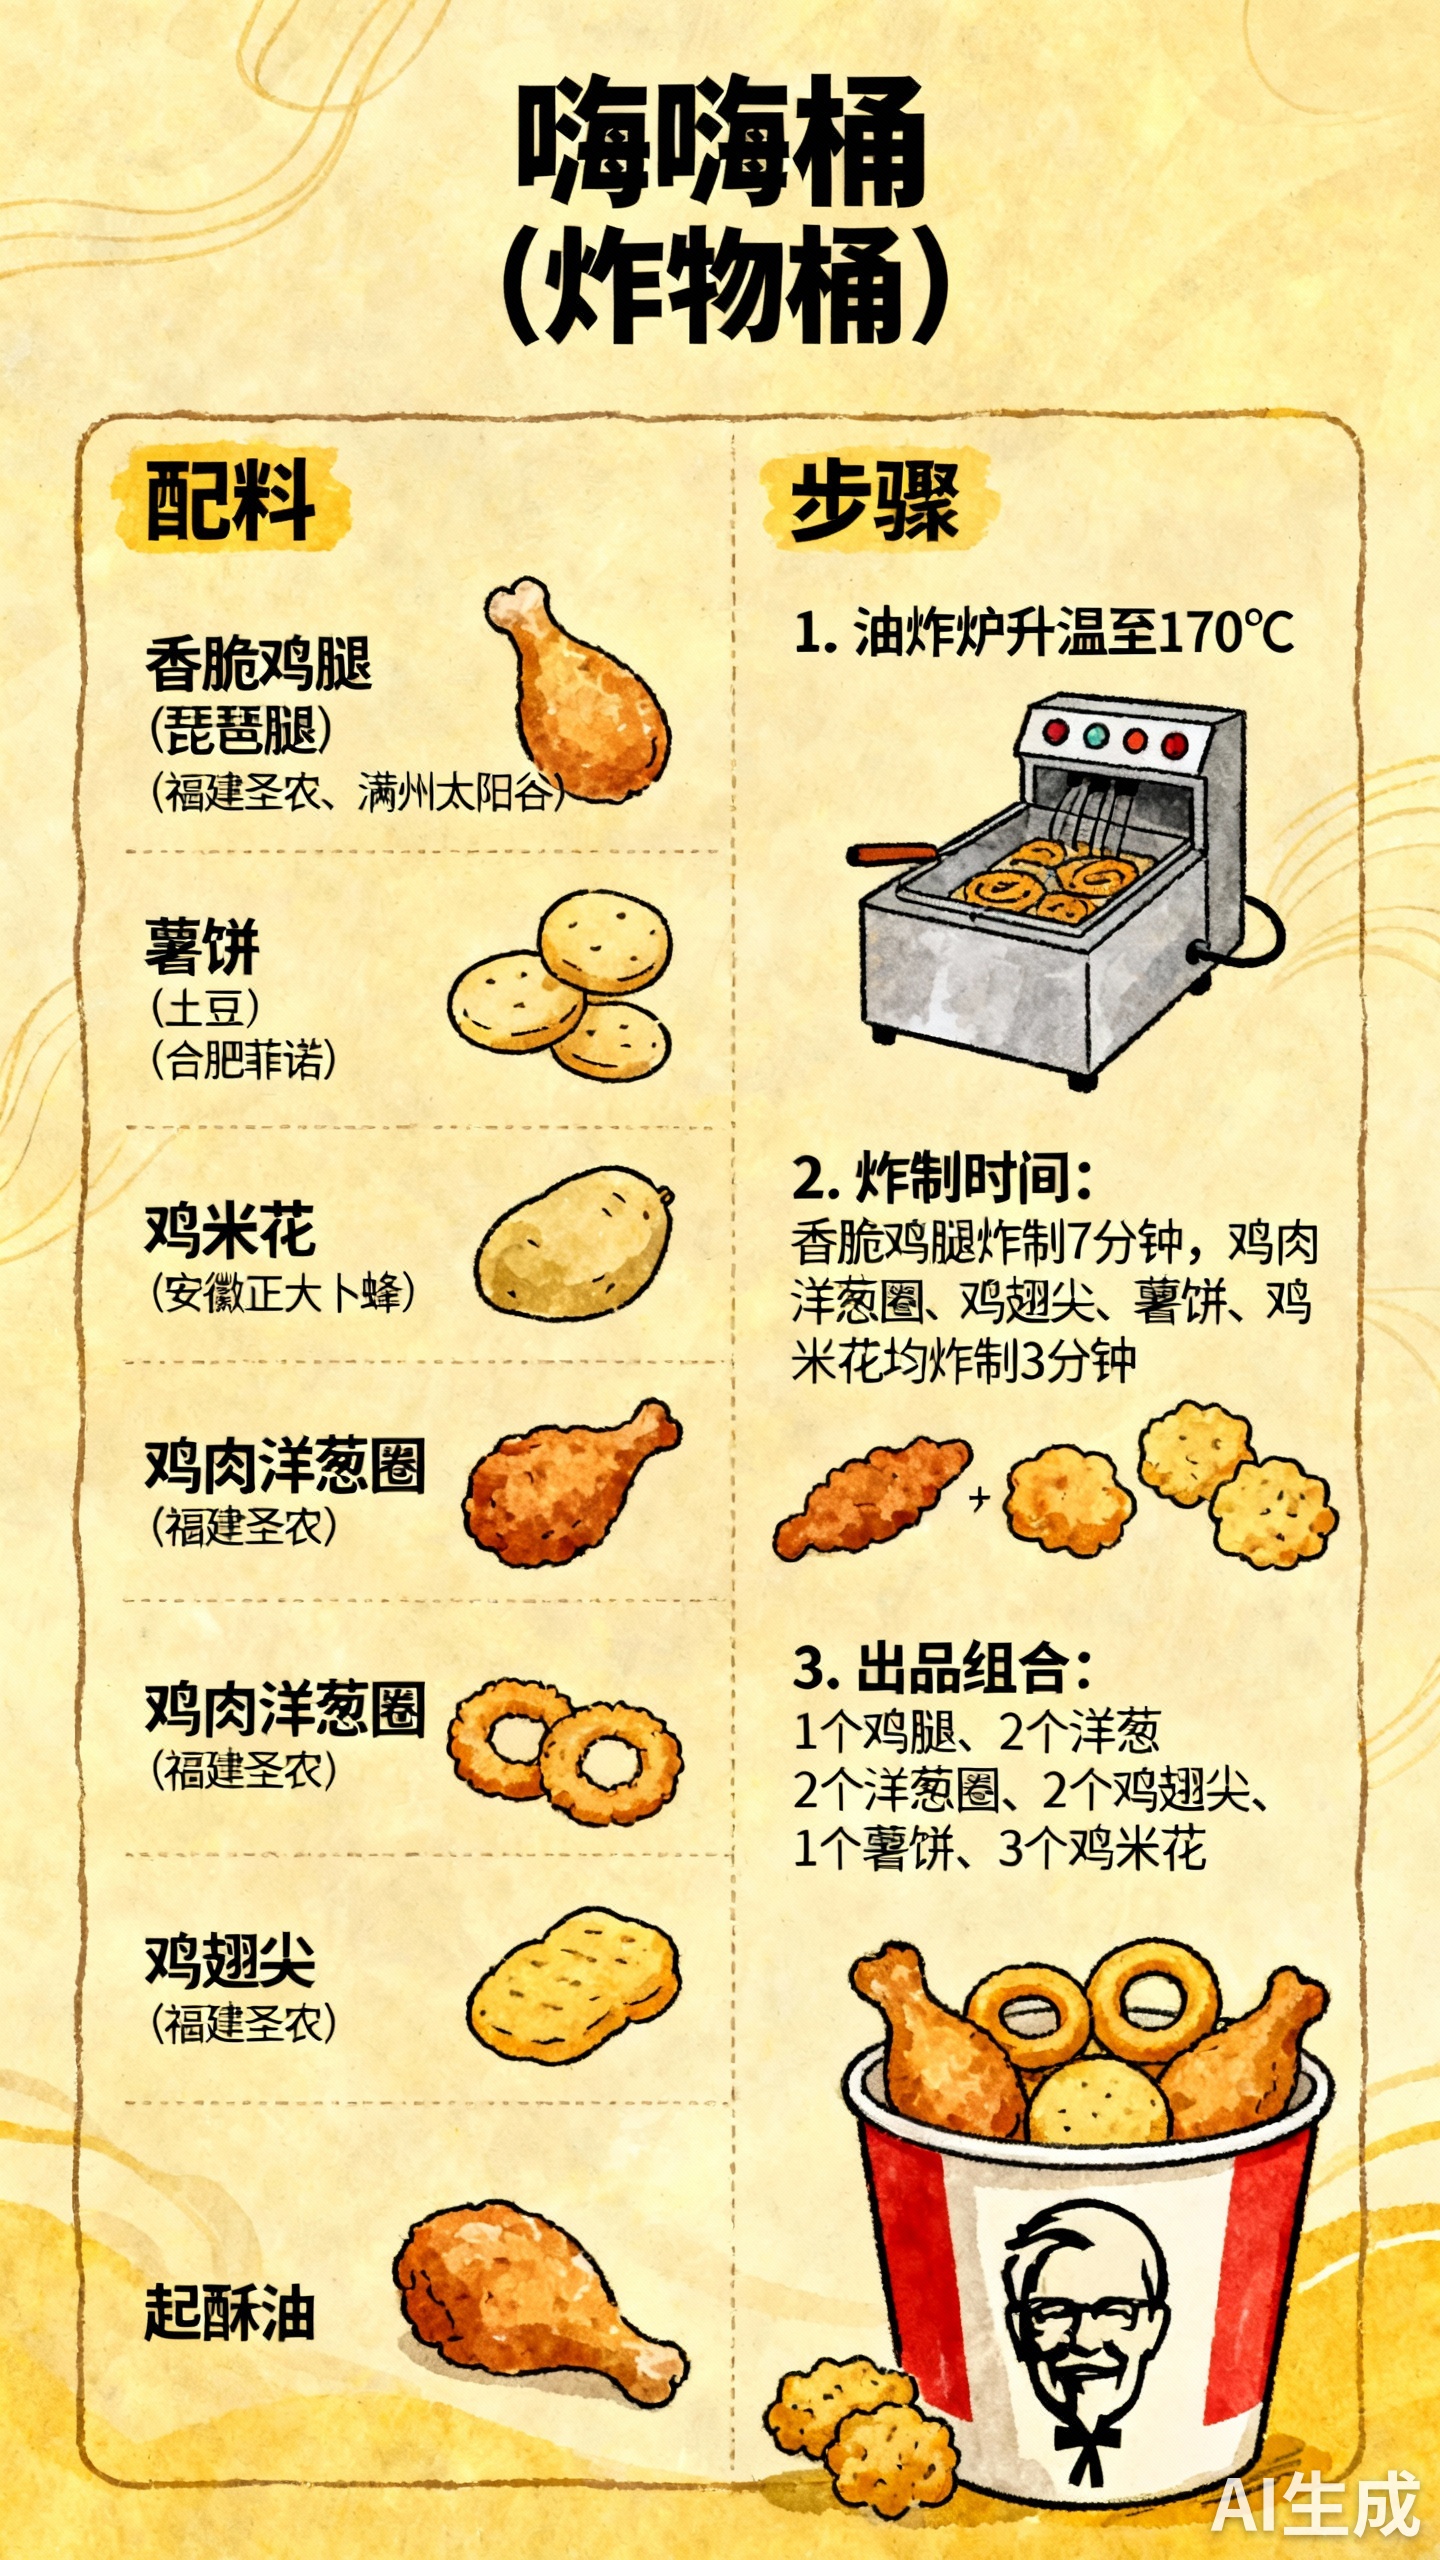 嗨嗨桶
(炸物桶)
配料
香脆鸡腿
(琵琶腿)
(福建圣农、满州太阳谷)
薯饼
(土豆)
(合肥菲诺)
鸡米花
(安徽正大卜蜂)
鸡肉洋葱圈
(福建圣农)
鸡肉洋葱圈
(福建圣农)
鸡翅尖
(福建圣农)
起酥油
步骤
1. 油炸炉升温至170℃
2. 炸制时间：
香脆鸡腿炸制7分钟，鸡肉
洋葱圈、鸡翅尖、薯饼、鸡
米花均炸制3分钟
+
3. 出品组合：
1个鸡腿、2个洋葱
2个洋葱圈、2个鸡翅尖、
1个薯饼、3个鸡米花
AI生成